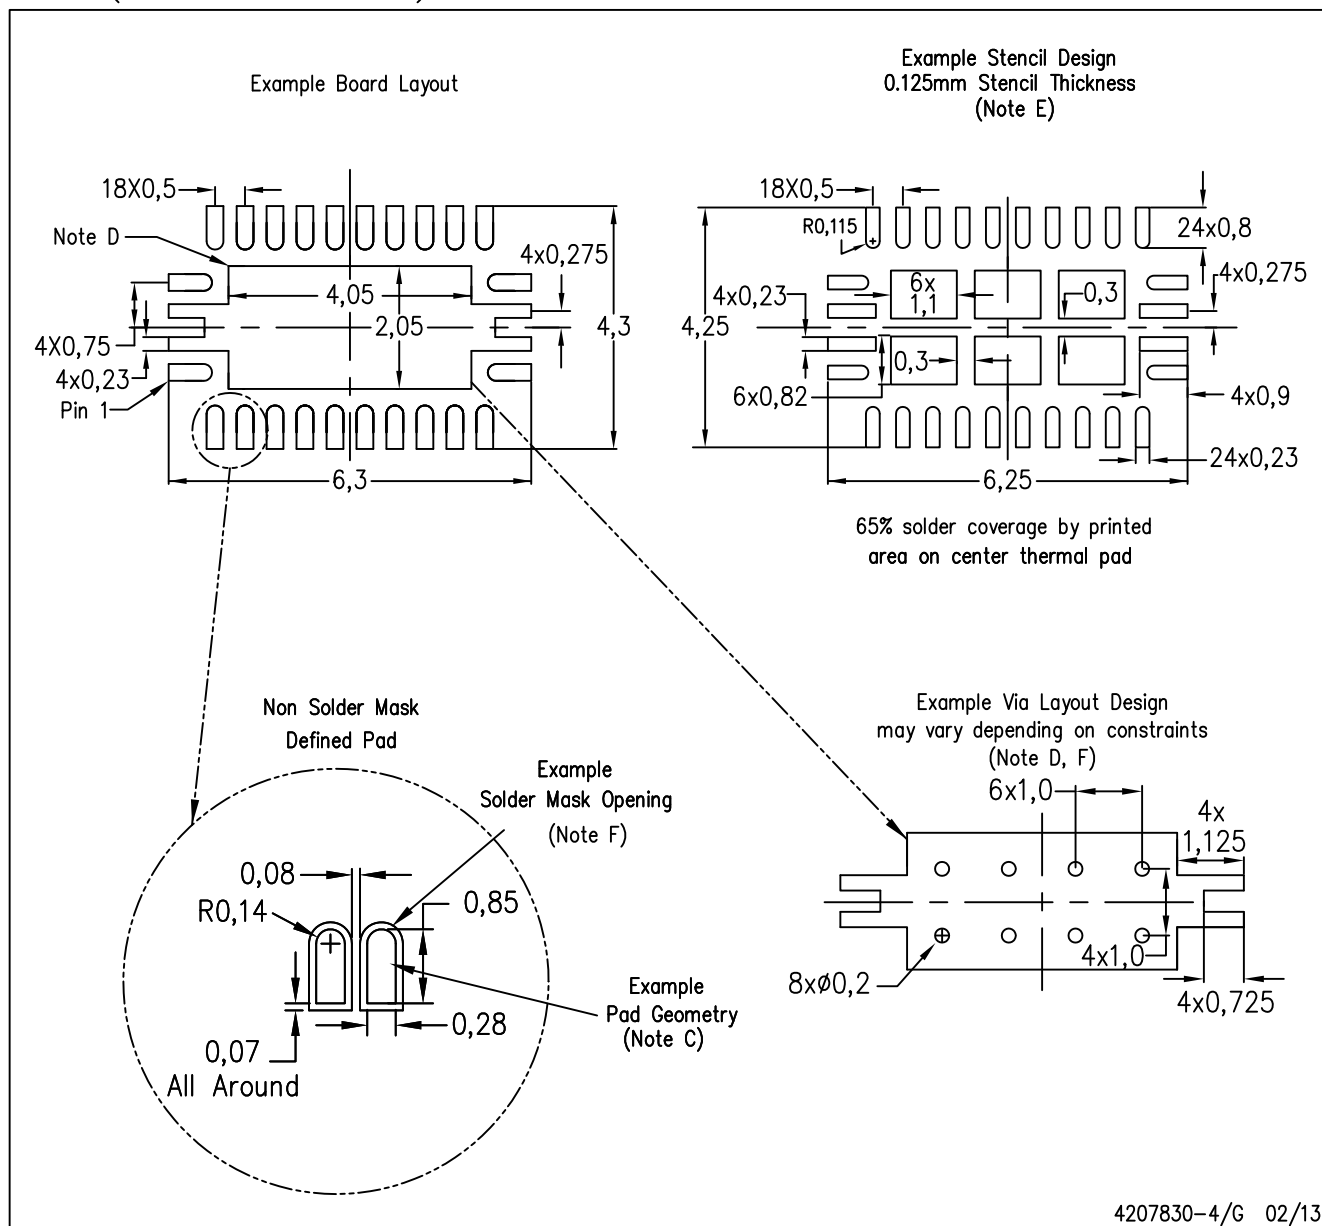 Example Board Layout
18X0,5
Note D
4,05
2,05
4x0,275
4,3
4X0,75
4x0,23
Pin 1
6,3
Example Stencil Design
0.125mm Stencil Thickness
(Note E)
18X0,5
R0,115
24x0,8
4x0,23
6x
1,1
0,3
4x0,275
4,25
0,3
6x0,82
4x0,9
24x0,23
6,25
65% solder coverage by printed
area on center thermal pad
Non Solder Mask
Defined Pad
Example
Solder Mask Opening
(Note F)
0,08
R0,14
0,85
0,28
0,07
All Around
Example
Pad Geometry
(Note C)
Example Via Layout Design
may vary depending on constraints
(Note D, F)
6x1,0
4x
1,125
8xø0,2
4x1,0
4x0,725
4207830-4/G 02/13